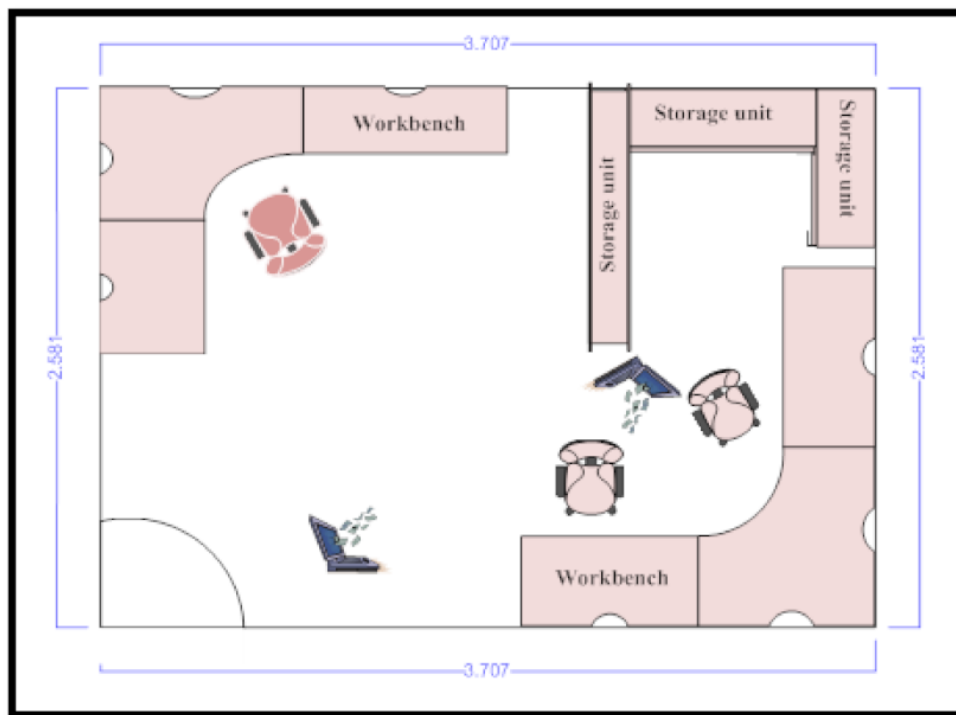 3.707
Workbench
Storage unit
Storage unit
Storage unit
2.581
2.581
Workbench
3.707